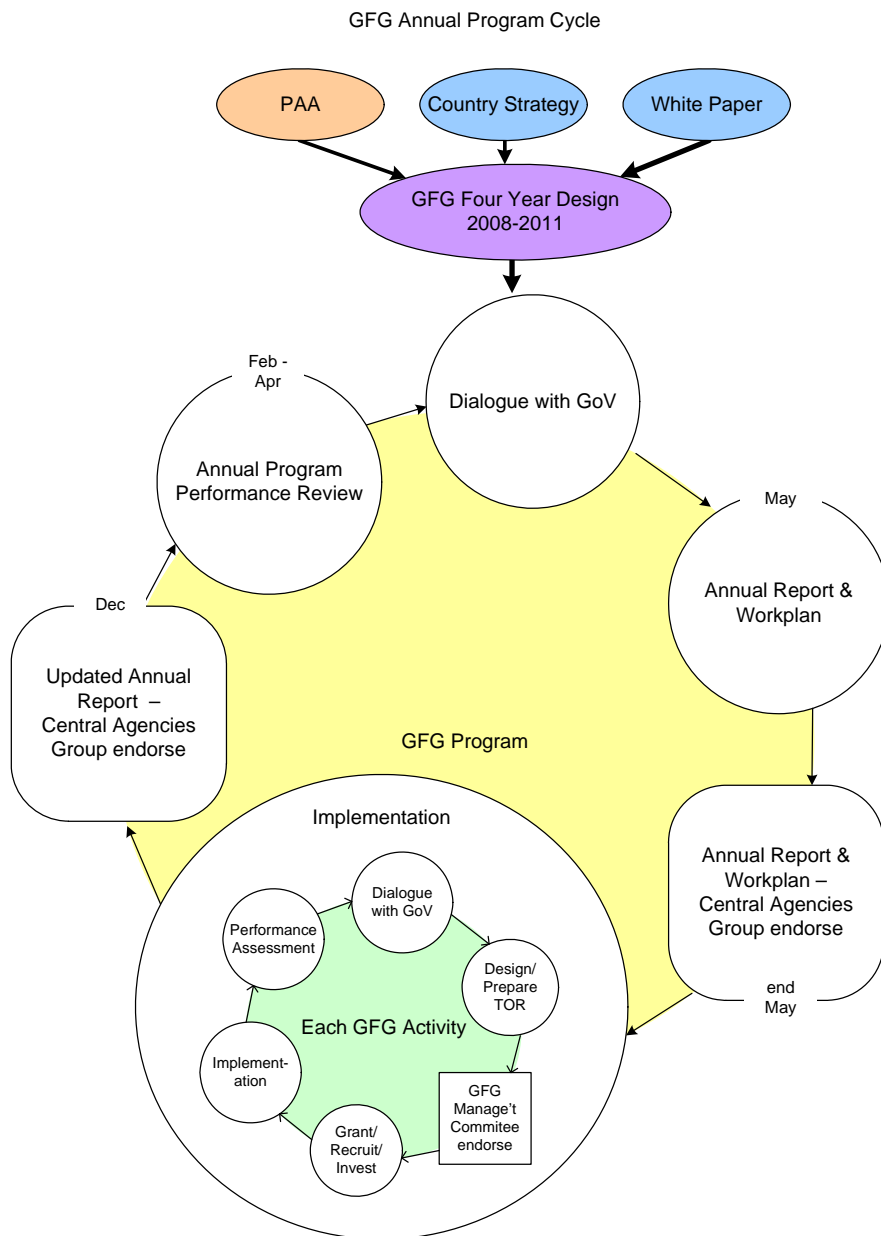 GFG Annual Program Cycle
PAA
Country Strategy
White Paper
GFG Four Year Design
2008-2011
Dialogue with GoV
Feb -
Apr
Annual Program
Performance Review
May
Annual Report &
Workplan
Dec
Updated Annual
Report –
Central Agencies
Group endorse
GFG Program
Annual Report &
Workplan –
Central Agencies
Group endorse
end
May
Implementation
Dialogue
with GoV
Performance
Assessment
Design/
Prepare
TOR
Each GFG Activity
Implement-
ation
GFG
Manage't
Commitee
endorse
Grant/
Recruit/
Invest